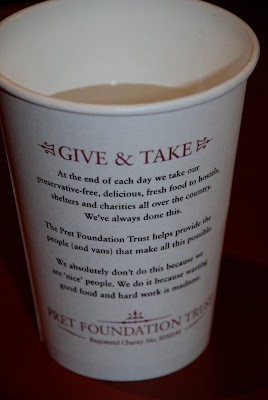 GIVE & TAKE
At the end of each day we take our
preservative-free, delicious, fresh food to hostels,
shelters and charities all over the country.
We've always done this.
The Pret Foundation Trust helps provide the
people (and vans) that make all this possible.
We absolutely don't do this because we
are 'nice' people. We do it because wasting
good food and hard work is madness.
PRET FOUNDATION TRUST
Registered Charity No.